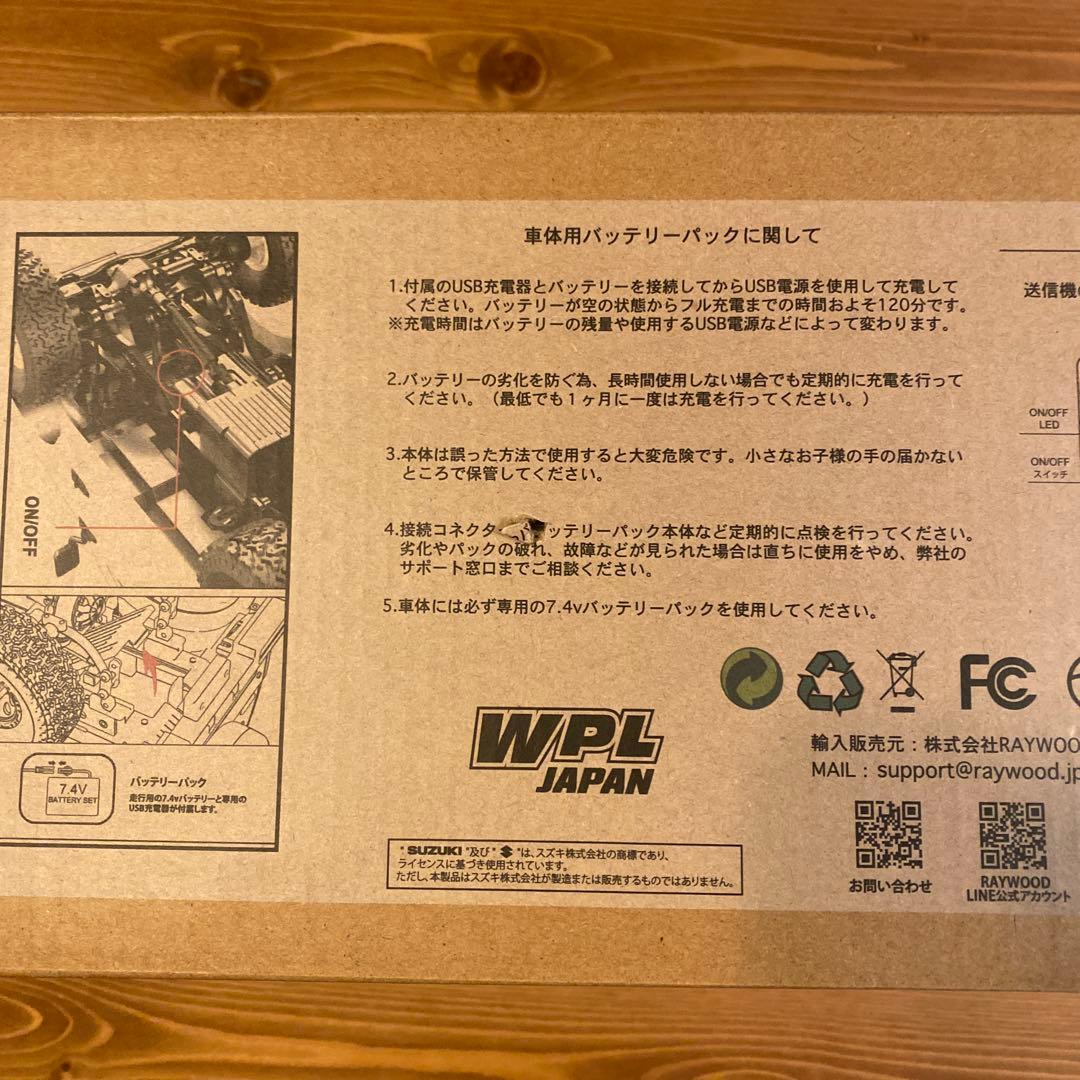 車体用バッテリーパックに関して
1.付属のUSB充電器とバッテリーを接続してからUSB電源を使用して充電して
ください。バッテリーが空の状態からフル充電までの時間およそ120分です。
※充電時間はバッテリーの残量や使用するUSB電源などによって変わります。
2.バッテリーの劣化を防ぐ為、長時間使用しない場合でも定期的に充電を行って
ください。（最低でも１ヶ月に一度は充電を行ってください。）
3.本体は誤った方法で使用すると大変危険です。小さなお子様の手の届かない
ところで保管してください。
4.接続コネクタ ッテリーパック本体など定期的に点検を行ってください。
劣化やパックの破れ、故障などが見られた場合は直ちに使用をやめ、弊社の
サポート窓口までご相談ください。
5.車体には必ず専用の7.4vバッテリーパックを使用してください。
ON/OFF
7.4V
BATTERY SET
バッテリーパック
走行用の7.4vバッテリーと専用の
USB充電器が付属します。
WPL
JAPAN
"SUZUKI"及び" "は、スズキ株式会社の商標であり、
ライセンスに基づき使用されています。
ただし、本製品はスズキ株式会社が製造または販売するものではありません。
送信機の
ON/OFF
LED
ON/OFF
スイッチ
FC
輸入販売元：株式会社RAYWOO
MAIL：support@raywood.jp
お問い合わせ
RAYWOOD
LINE公式アカウント